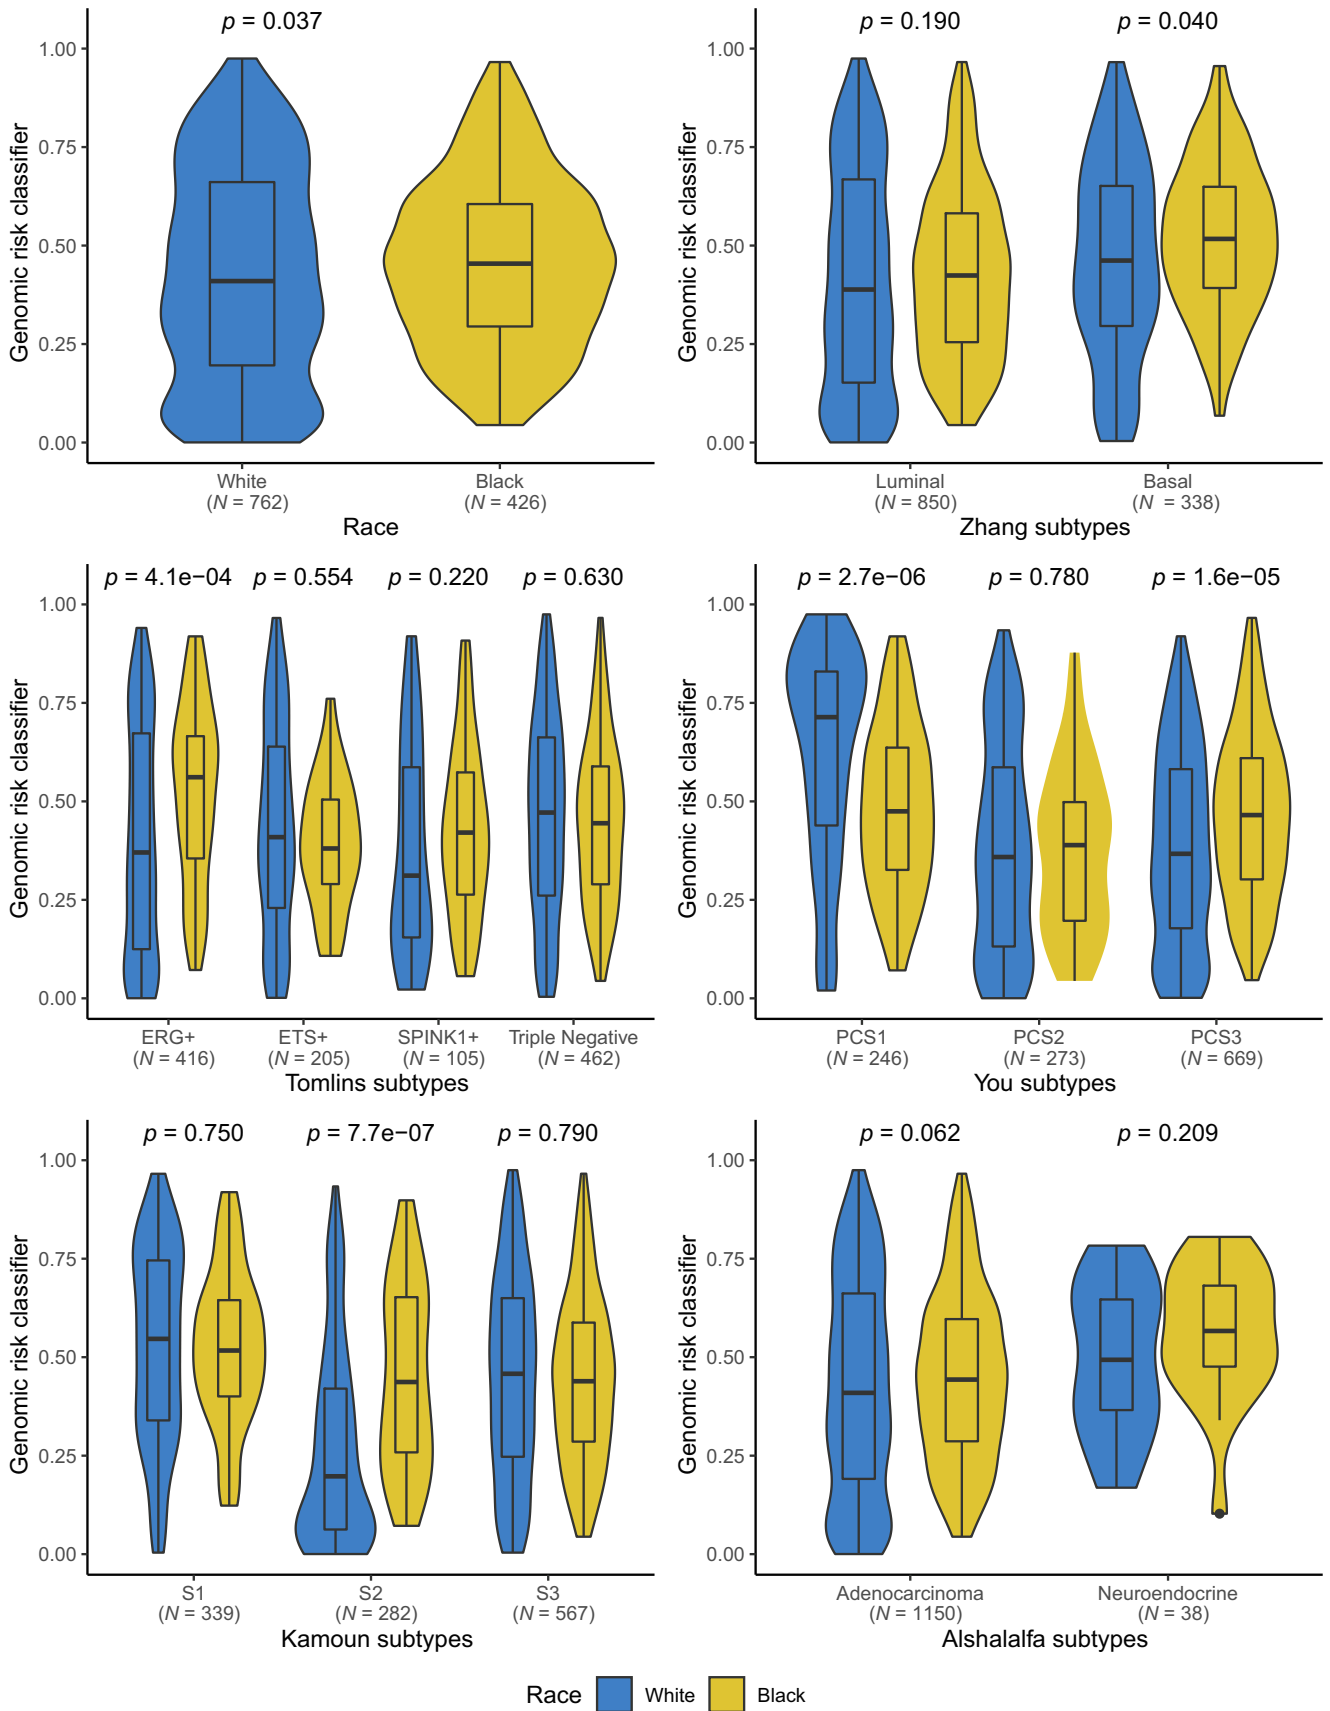 p = 0.037
1.00
0.75
0.50
0.25
0.00
Genomic risk classifier
White
(N = 762)
Black
(N = 426)
Race
p = 0.190
p = 0.040
1.00
0.75
0.50
0.25
0.00
Genomic risk classifier
Luminal
(N = 850)
Basal
(N = 338)
Zhang subtypes
p = 4.1e−04
p = 0.554
p = 0.220
p = 0.630
1.00
0.75
0.50
0.25
0.00
Genomic risk classifier
ERG+
(N = 416)
ETS+
(N = 205)
SPINK1+
(N = 105)
Triple Negative
(N = 462)
Tomlins subtypes
p = 2.7e−06
p = 0.780
p = 1.6e−05
1.00
0.75
0.50
0.25
0.00
Genomic risk classifier
PCS1
(N = 246)
PCS2
(N = 273)
PCS3
(N = 669)
You subtypes
p = 0.750
p = 7.7e−07
p = 0.790
1.00
0.75
0.50
0.25
0.00
Genomic risk classifier
S1
(N = 339)
S2
(N = 282)
S3
(N = 567)
Kamoun subtypes
p = 0.062
p = 0.209
1.00
0.75
0.50
0.25
0.00
Genomic risk classifier
Adenocarcinoma
(N = 1150)
Neuroendocrine
(N = 38)
Alshalalfa subtypes
Race White Black